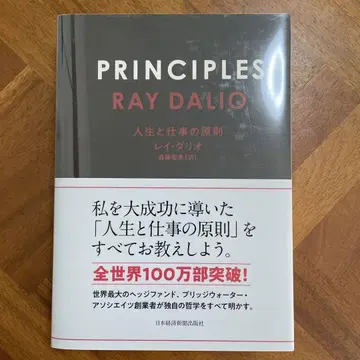 PRINCIPLES
RAY DALIO
人生と仕事の原則
レイ・ダリオ
斎藤聖美[訳]
私を大成功に導いた
「人生と仕事の原則」を
すべてお教えしよう。
全世界100万部突破!
世界最大のヘッジファンド、ブリッジウォーター・
アソシエイツ創業者が独自の哲学をすべて明かす。
日本経済新聞出版社